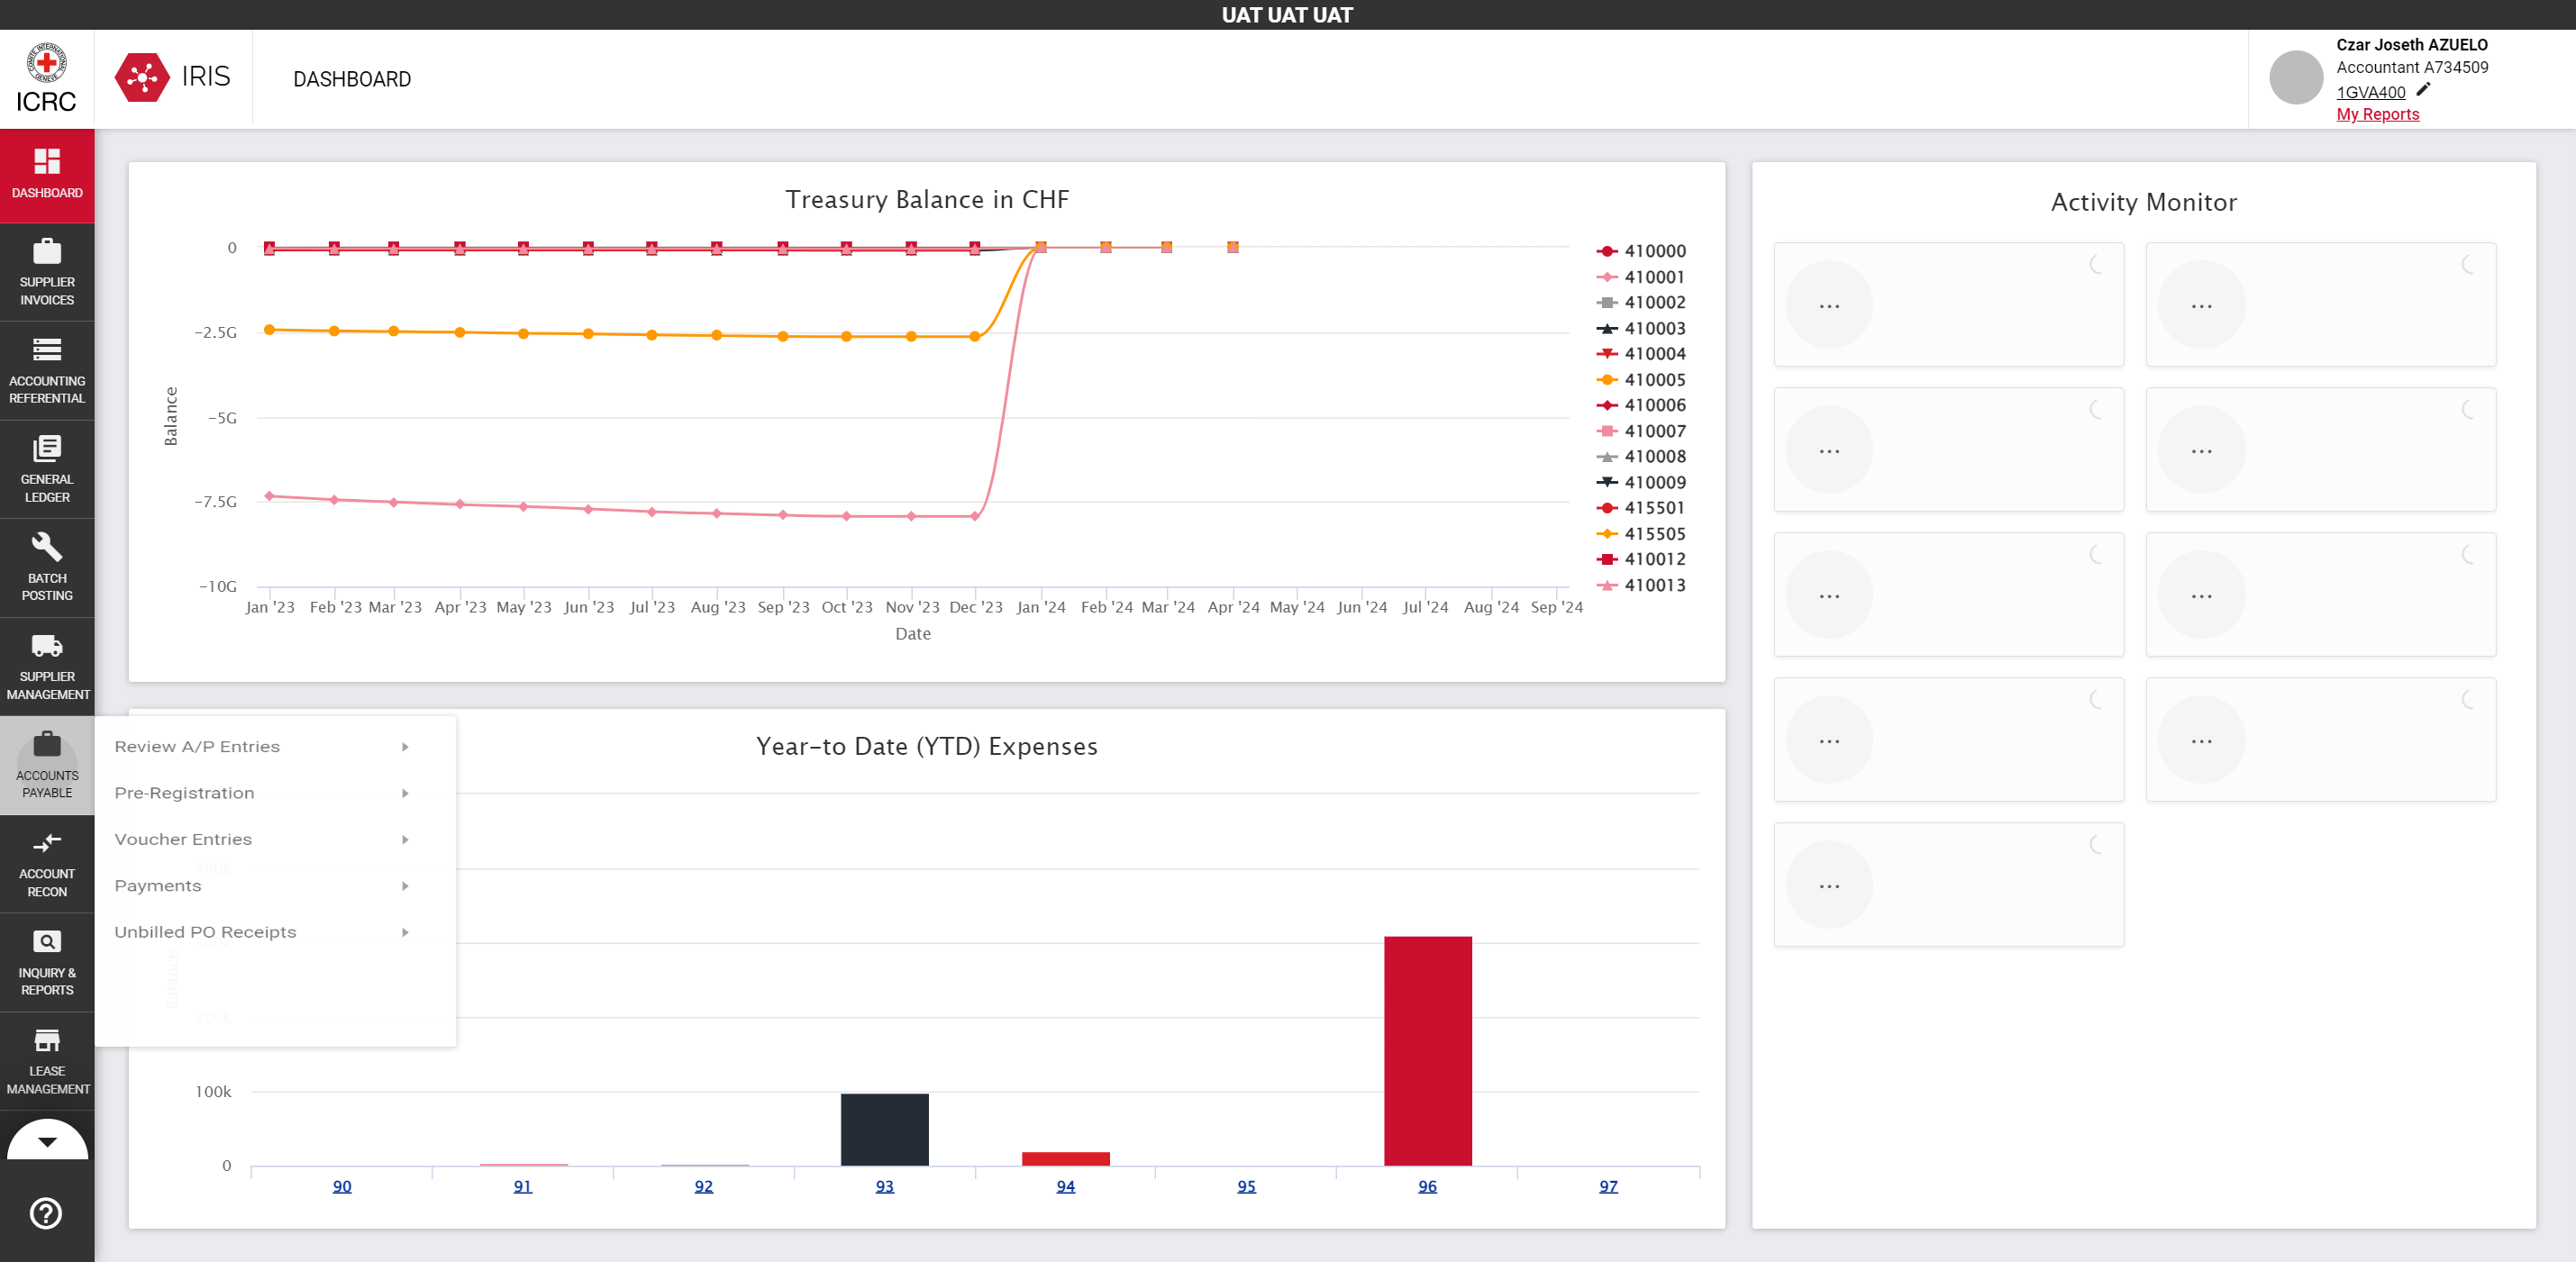 UAT UAT UAT
ICRC
IRIS
DASHBOARD
Czar Joseth AZUELO
Accountant A734509
1GVA400
My Reports
DASHBOARD
SUPPLIER
INVOICES
ACCOUNTING
REFERENTIAL
GENERAL
LEDGER
BATCH
POSTING
SUPPLIER
MANAGEMENT
ACCOUNTS
PAYABLE
ACCOUNT
RECON
INQUIRY &
REPORTS
LEASE
MANAGEMENT
Review A/P Entries
Pre-Registration
Voucher Entries
Payments
Unbilled PO Receipts
Treasury Balance in CHF
Balance
0
−2.5G
−5G
−7.5G
−10G
Jan '23 Feb '23 Mar '23 Apr '23 May '23 Jun '23 Jul '23 Aug '23 Sep '23 Oct '23 Nov '23 Dec '23 Jan '24 Feb '24 Mar '24 Apr '24 May '24 Jun '24 Jul '24 Aug '24 Sep '24
Date
410000
410001
410002
410003
410004
410005
410006
410007
410008
410009
415501
415505
410012
410013
Year-to Date (YTD) Expenses
Balance
400k
200k
100k
0
90 91 92 93 94 95 96 97
Activity Monitor
... ...
... ...
... ...
... ...
...